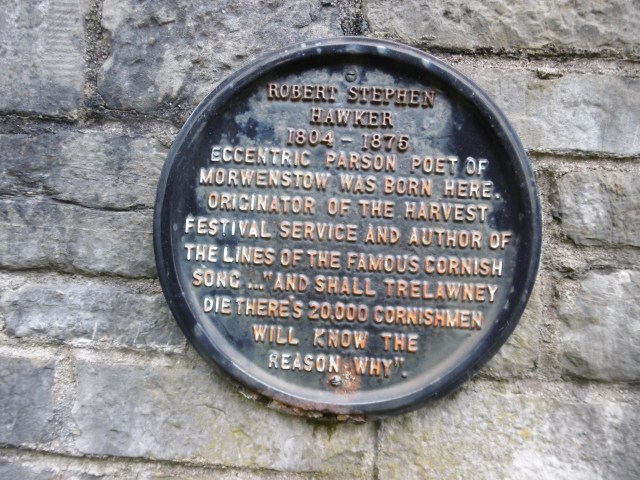 ROBERT STEPHEN
HAWKER
1804 - 1875
ECCENTRIC PARSON POET OF
MORWENSTOW WAS BORN HERE.
ORIGINATOR OF THE HARVEST
FESTIVAL SERVICE AND AUTHOR OF
THE LINES OF THE FAMOUS CORNISH
SONG ..."AND SHALL TRELAWNEY
DIE THERE'S 20,000 CORNISHMEN
WILL KNOW THE
REASON WHY".